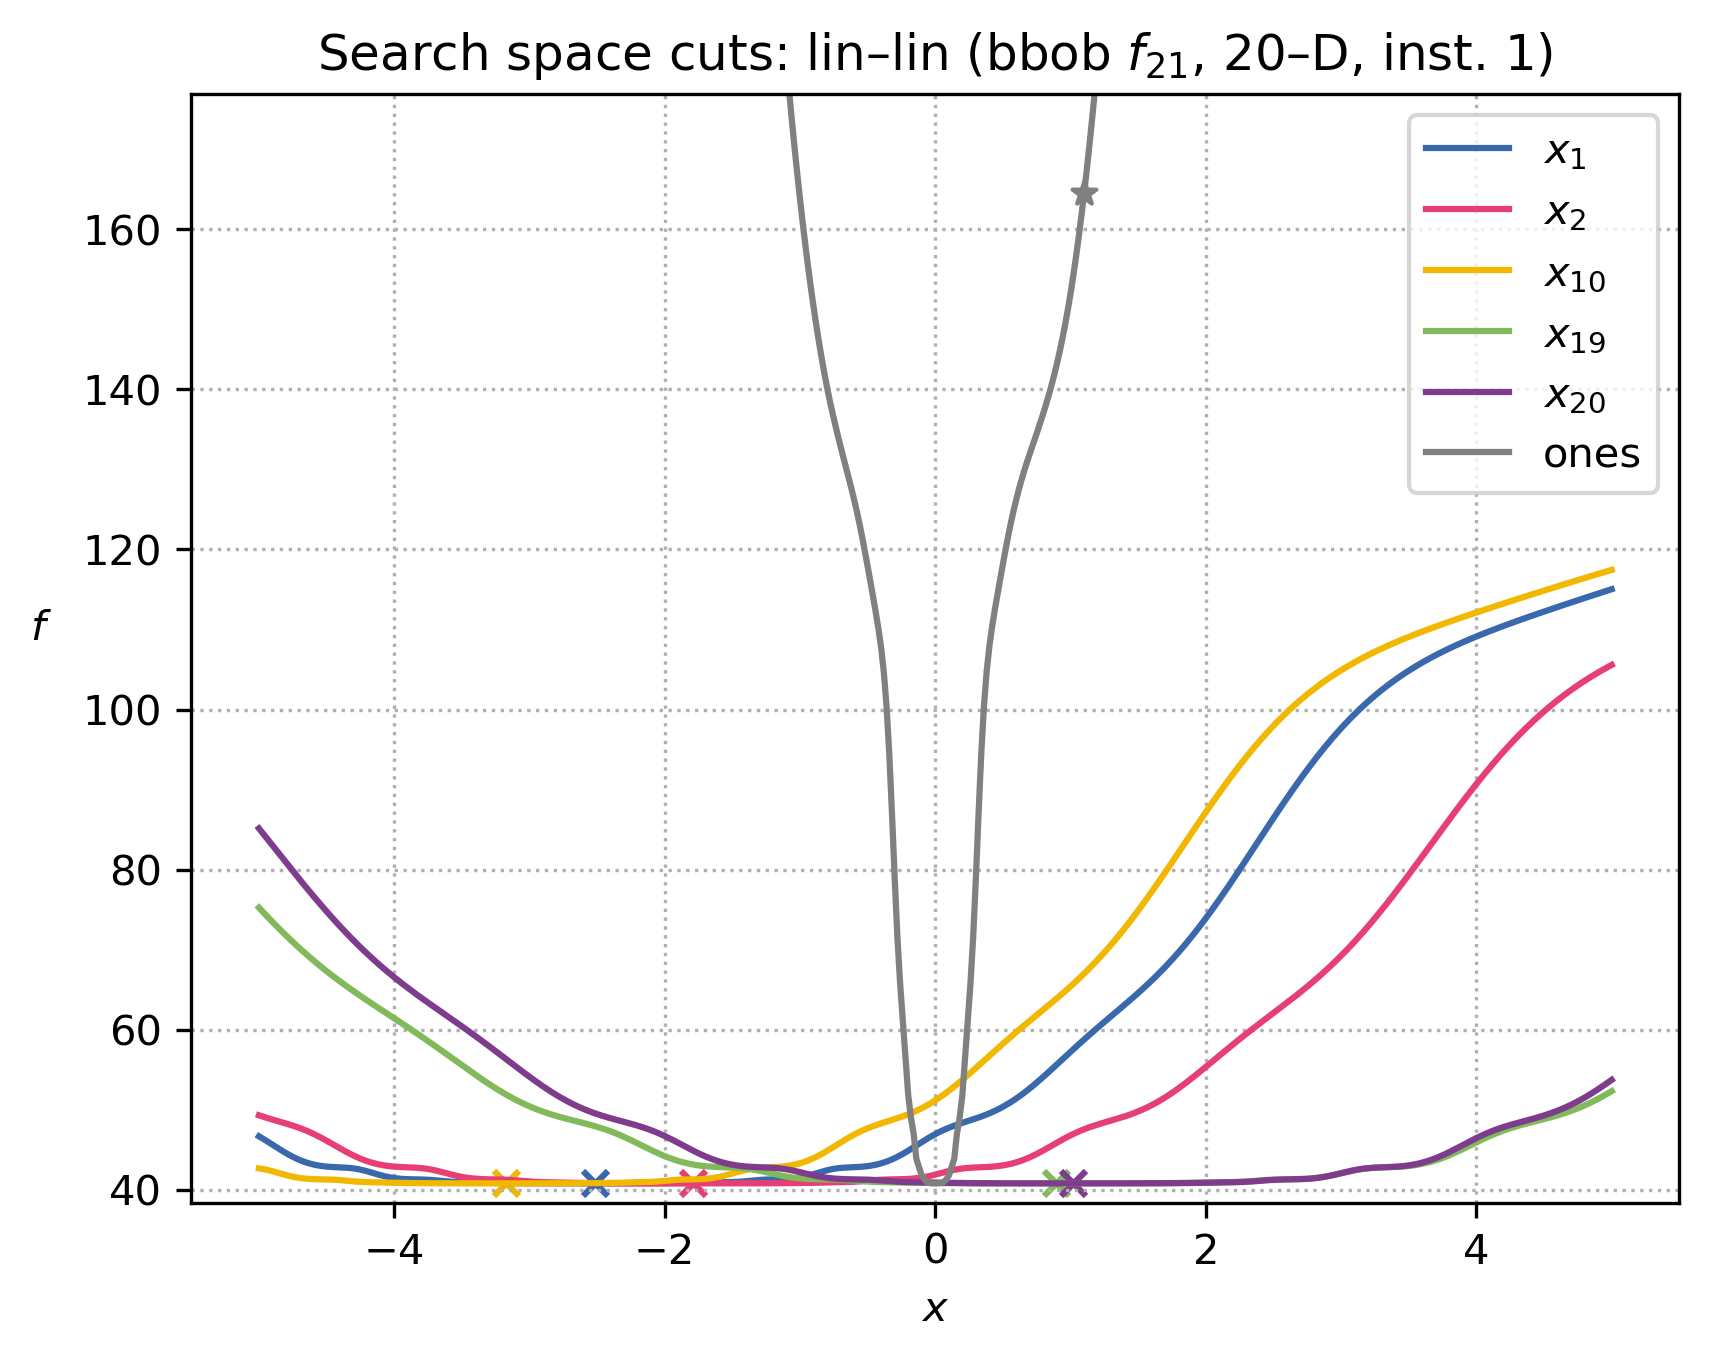 Search space cuts: lin–lin (bbob f₂₁, 20–D, inst. 1)
x₁
x₂
x₁₀
x₁₉
x₂₀
ones
160
140
120
100
80
60
40
f
−4 −2 0 2 4
x